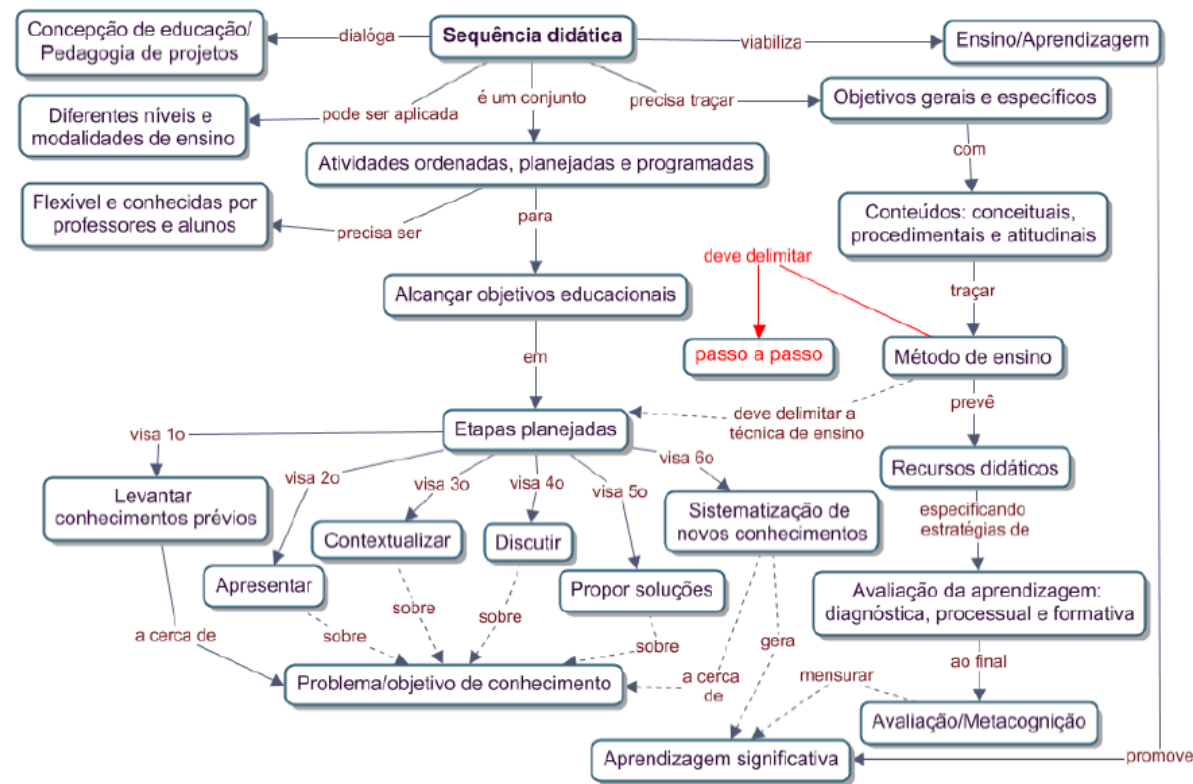 Concepção de educação/
Pedagogia de projetos
dialóga
Sequência didática
viabiliza
Ensino/Aprendizagem
Diferentes níveis e
modalidades de ensino
pode ser aplicada
é um conjunto
precisa traçar
Objetivos gerais e específicos
Atividades ordenadas, planejadas e programadas
com
Flexível e conhecidas por
professores e alunos
precisa ser
para
Conteúdos: conceituais,
procedimentais e atitudinais
deve delimitar
traçar
Alcançar objetivos educacionais
passo a passo
Método de ensino
em
prevê
deve delimitar a
técnica de ensino
Etapas planejadas
visa 1o
visa 2o
visa 3o
visa 4o
visa 5o
visa 6o
Recursos didáticos
Levantar
conhecimentos prévios
Sistematização de
novos conhecimentos
especificando
estratégias de
Contextualizar
Discutir
Apresentar
Propor soluções
Avaliação da aprendizagem:
diagnóstica, processual e formativa
a cerca de
sobre
sobre
sobre
sobre
gera
ao final
Problema/objetivo de conhecimento
a cerca
de
mensurar
Avaliação/Metacognição
Aprendizagem significativa
promove